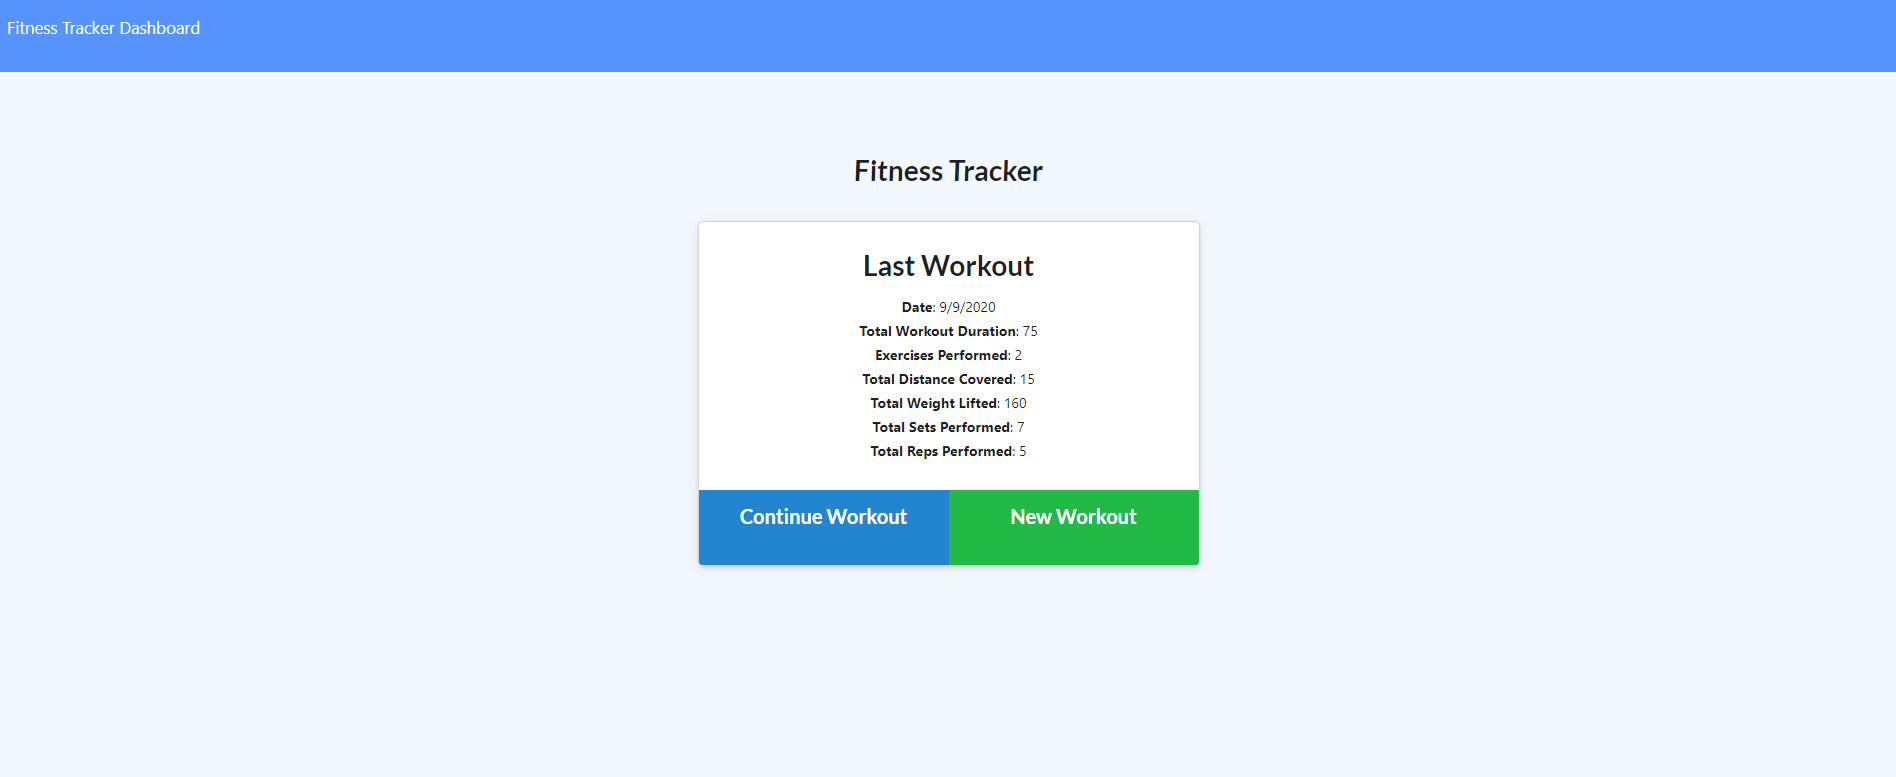 Fitness Tracker Dashboard
Fitness Tracker
Last Workout
Date: 9/9/2020
Total Workout Duration: 75
Exercises Performed: 2
Total Distance Covered: 15
Total Weight Lifted: 160
Total Sets Performed: 7
Total Reps Performed: 5
Continue Workout New Workout